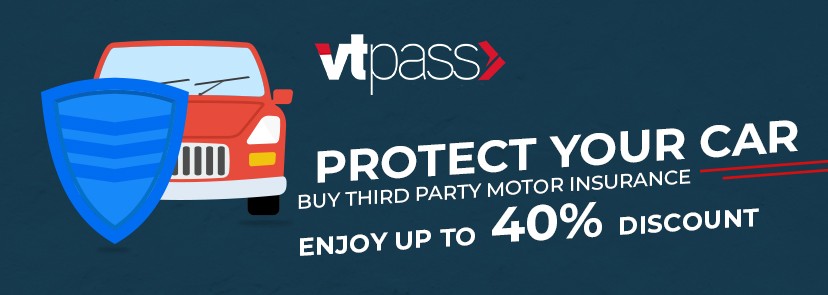 vtpass
PROTECT YOUR CAR
BUY THIRD PARTY MOTOR INSURANCE
ENJOY UP TO 40% DISCOUNT